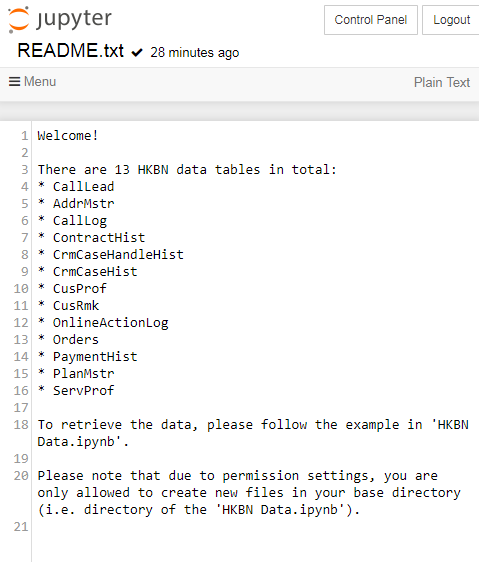 jupyter
Control Panel
Logout
README.txt ✔ 28 minutes ago
Menu
Plain Text
1 Welcome!
2
3 There are 13 HKBN data tables in total:
4 * CallLead
5 * AddrMstr
6 * CallLog
7 * ContractHist
8 * CrmCaseHandleHist
9 * CrmCaseHist
10 * CusProf
11 * CusRmk
12 * OnlineActionLog
13 * Orders
14 * PaymentHist
15 * PlanMstr
16 * ServProf
17
18 To retrieve the data, please follow the example in 'HKBN
Data.ipynb'.
19
20 Please note that due to permission settings, you are
only allowed to create new files in your base directory
(i.e. directory of the 'HKBN Data.ipynb').
21